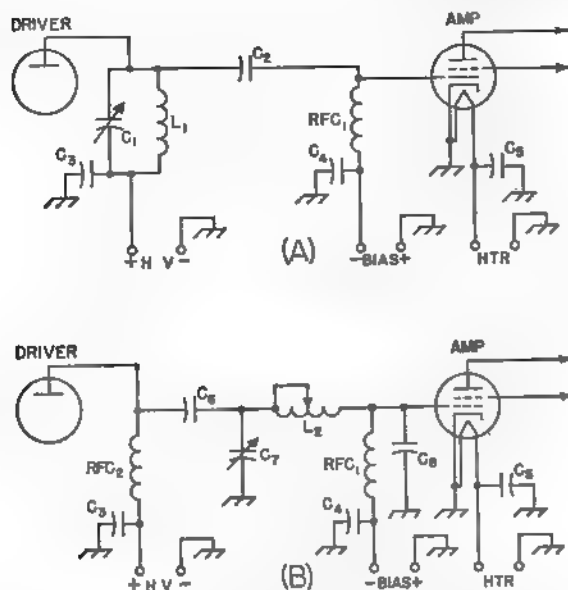 DRIVER
AMP
C₂
C₁
L₁
RFC₁
C₃
C₄
C₅
+ H V −
(A)
−BIAS+
HTR
DRIVER
AMP
C₆
L₂
C₇
RFC₂
RFC₁
C₈
C₅
C₃
C₄
+ H V −
(B)
−BIAS+
HTR